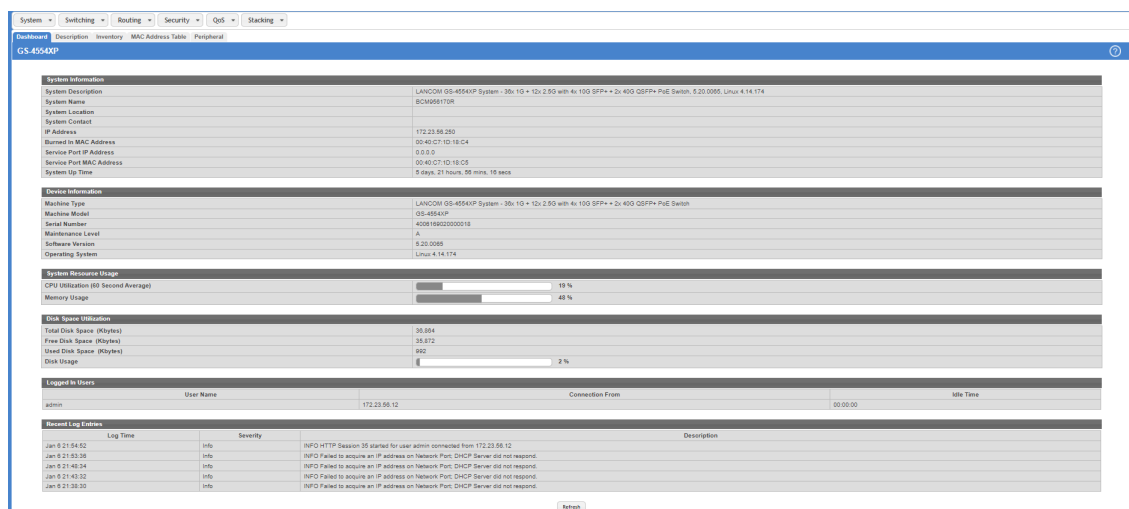 System Switching Routing Security QoS Stacking
Dashboard Description Inventory MAC Address Table Peripheral
GS-4554XP
System Information
System Description LANCOM GS-4554XP System - 36x 1G + 12x 2.5G with 4x 10G SFP+ + 2x 40G QSFP+ PoE Switch, 5.20.0065, Linux 4.14.174
System Name BCM956170R
System Location
System Contact
IP Address 172.23.56.250
Burned In MAC Address 00:40:C7:1D:18:C4
Service Port IP Address 0.0.0.0
Service Port MAC Address 00:40:C7:1D:18:C5
System Up Time 5 days, 21 hours, 56 mins, 16 secs
Device Information
Machine Type LANCOM GS-4554XP System - 36x 1G + 12x 2.5G with 4x 10G SFP+ + 2x 40G QSFP+ PoE Switch
Machine Model GS-4554XP
Serial Number 4006169020000018
Maintenance Level A
Software Version 5.20.0065
Operating System Linux 4.14.174
System Resource Usage
CPU Utilization (60 Second Average) 19 %
Memory Usage 48 %
Disk Space Utilization
Total Disk Space (Kbytes) 36,864
Free Disk Space (Kbytes) 35,872
Used Disk Space (Kbytes) 992
Disk Usage 2 %
Logged In Users
User Name Connection From Idle Time
admin 172.23.56.12 00:00:00
Recent Log Entries
Log Time Severity Description
Jan 6 21:54:52 Info INFO HTTP Session 35 started for user admin connected from 172.23.56.12
Jan 6 21:53:36 Info INFO Failed to acquire an IP address on Network Port; DHCP Server did not respond.
Jan 6 21:48:34 Info INFO Failed to acquire an IP address on Network Port; DHCP Server did not respond.
Jan 6 21:43:32 Info INFO Failed to acquire an IP address on Network Port; DHCP Server did not respond.
Jan 6 21:38:30 Info INFO Failed to acquire an IP address on Network Port; DHCP Server did not respond.
Refresh